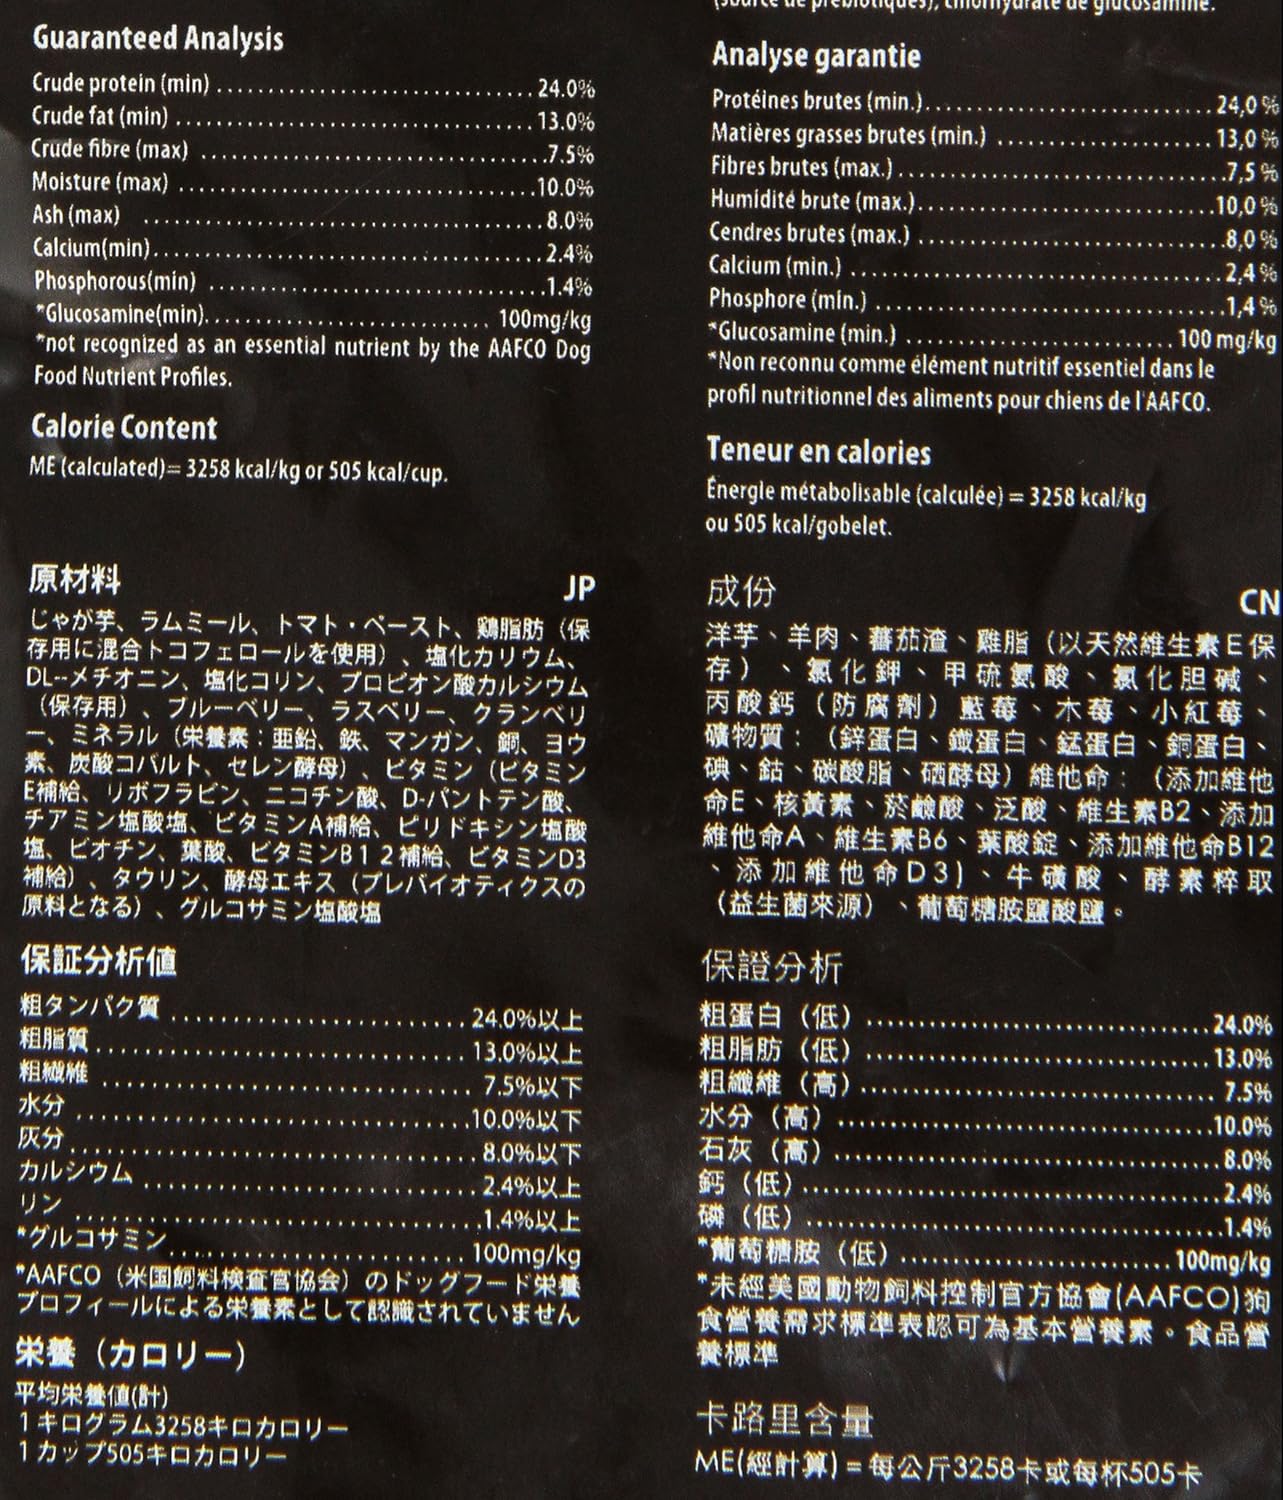 Guaranteed Analysis
Crude protein (min) 24.0%
Crude fat (min) 13.0%
Crude fibre (max) 7.5%
Moisture (max) 10.0%
Ash (max) 8.0%
Calcium(min) 2.4%
Phosphorous(min) 1.4%
*Glucosamine(min) 100mg/kg
*not recognized as an essential nutrient by the AAFCO Dog
Food Nutrient Profiles.
Calorie Content
ME (calculated)= 3258 kcal/kg or 505 kcal/cup.
(source de prébiotiques), chlorhydrate de glucosamine.
Analyse garantie
Protéines brutes (min.) 24,0 %
Matières grasses brutes (min.) 13,0 %
Fibres brutes (max.) 7,5 %
Humidité brute (max.) 10,0 %
Cendres brutes (max.) 8,0 %
Calcium (min.) 2,4 %
Phosphore (min.) 1,4 %
*Glucosamine (min.) 100 mg/kg
*Non reconnu comme élément nutritif essentiel dans le
profil nutritionnel des aliments pour chiens de l'AAFCO.
Teneur en calories
Énergie métabolisable (calculée) = 3258 kcal/kg
ou 505 kcal/gobelet.
原材料 JP
じゃが芋、ラムミール、トマト・ペースト、鶏脂肪（保
存用に混合トコフェロールを使用）、塩化カリウム、
DL--メチオニン、塩化コリン、プロピオン酸カルシウム
（保存用）、ブルーベリー、ラスベリー、クランベリ
ー、ミネラル（栄養素：亜鉛、鉄、マンガン、銅、ヨウ
素、炭酸コバルト、セレン酵母）、ビタミン（ビタミン
E補給、リボフラビン、ニコチン酸、D-パントテン酸、
チアミン塩酸塩、ビタミンA補給、ピリドキシン塩酸
塩、ビオチン、葉酸、ビタミンB１２補給、ビタミンD3
補給）、タウリン、酵母エキス（プレバイオティクスの
原料となる）、グルコサミン塩酸塩
保証分析値
粗タンパク質 24.0%以上
粗脂質 13.0%以上
粗繊維 7.5%以下
水分 10.0%以下
灰分 8.0%以下
カルシウム 2.4%以上
リン 1.4%以上
*グルコサミン 100mg/kg
*AAFCO（米国飼料検査官協会）のドッグフード栄養
プロフィールによる栄養素として認識されていません
栄養（カロリー）
平均栄養値(計)
1 キログラム3258キロカロリー
1 カップ505キロカロリー
成份 CN
洋芋、羊肉、蕃茄渣、雞脂（以天然維生素E保
存）、氯化鉀、甲硫氨酸、氯化胆碱、
丙酸鈣（防腐劑）藍莓、木莓、小紅莓、
礦物質：（鋅蛋白、鐵蛋白、錳蛋白、銅蛋白、
碘、鈷、碳酸脂、硒酵母）維他命：（添加維他
命E、核黃素、菸鹼酸、泛酸、維生素B2、添加
維他命A、維生素B6、葉酸錠、添加維他命B12
、添加維他命D3)、牛磺酸、酵素粹取
（益生菌來源）、葡萄糖胺鹽酸鹽。
保證分析
粗蛋白（低） 24.0%
粗脂肪（低） 13.0%
粗纖維（高） 7.5%
水分（高） 10.0%
石灰（高） 8.0%
鈣（低） 2.4%
磷（低） 1.4%
*葡萄糖胺（低） 100mg/kg
*未經美國動物飼料控制官方協會(AAFCO)狗
食營養需求標準表認可為基本營養素。食品營
養標準
卡路里含量
ME(經計算) = 每公斤3258卡或每杯505卡